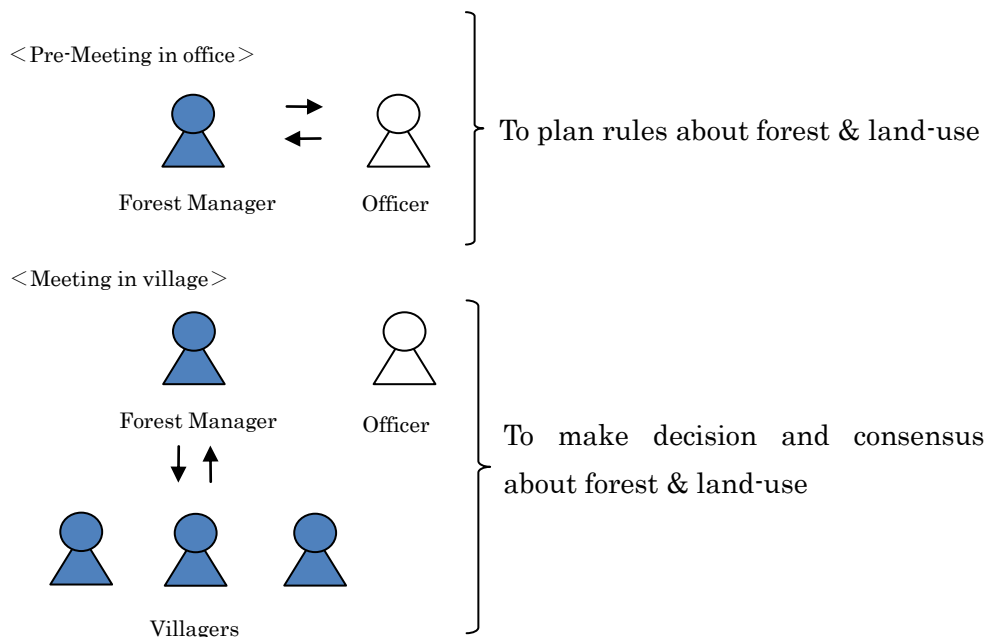 ＜Pre-Meeting in office＞
To plan rules about forest & land-use
Forest Manager
Officer
＜Meeting in village＞
Forest Manager
Officer
To make decision and consensus
about forest & land-use
Villagers